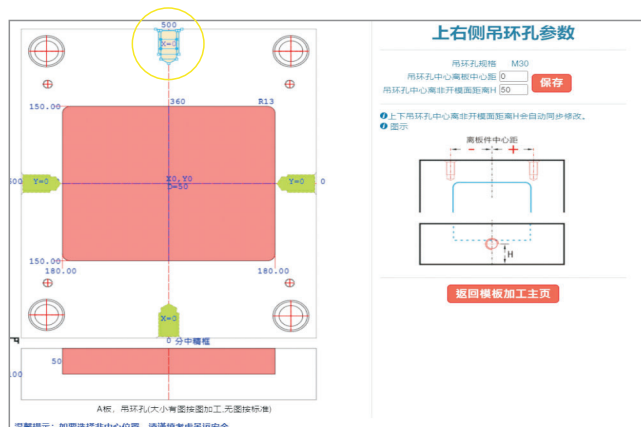 500
X=0
150.00
360
R13
600
Y=0
X0,Y0
D=50
Y=0
0
150.00
180.00
180.00
X=0
0 分中精框
50
100
A板，吊环孔(大小有图按图加工,无图按标准)
上右侧吊环孔参数
吊环孔规格 M30
吊环孔中心离板中心距 0
吊环孔中心离非开模面距离H 50
保存
上下吊环孔中心离非开模面距离H会自动同步修改。
图示
离板件中心距
- +
H
返回模板加工主页